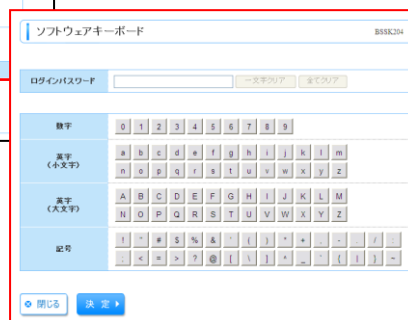 ソフトウェアキーボード BSSK204
ログインパスワード 一文字クリア 全てクリア
数字 0 1 2 3 4 5 6 7 8 9
英字
（小文字）
a b c d e f g h i j k l m
n o p q r s t u v w x y z
英字
（大文字）
A B C D E F G H I J K L M
N O P Q R S T U V W X Y Z
記号
! " # $ % & ' ( ) * + , - . / :
; < = > ? @ [ \ ] ^ _ ` { | } ~
閉じる 決 定